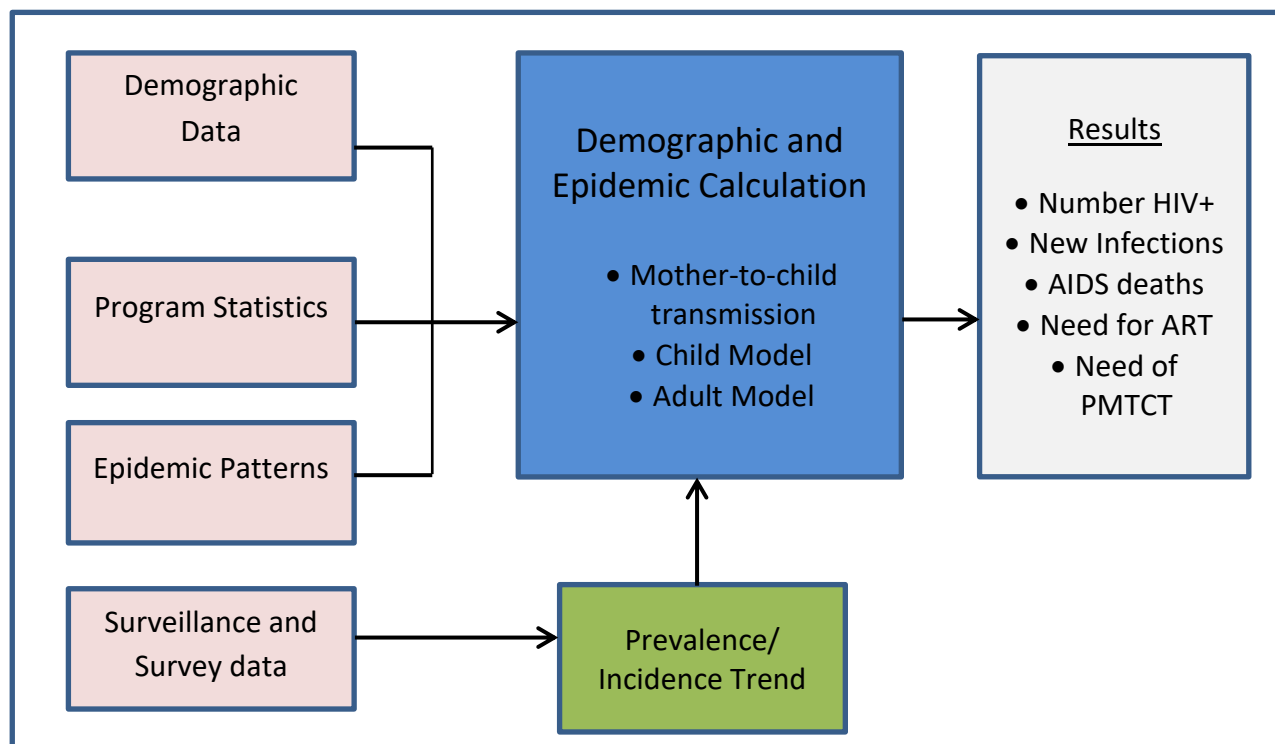 Demographic
Data
Program Statistics
Epidemic Patterns
Surveillance and
Survey data
Demographic and
Epidemic Calculation
• Mother-to-child
transmission
• Child Model
• Adult Model
Prevalence/
Incidence Trend
Results
• Number HIV+
• New Infections
• AIDS deaths
• Need for ART
• Need of
PMTCT